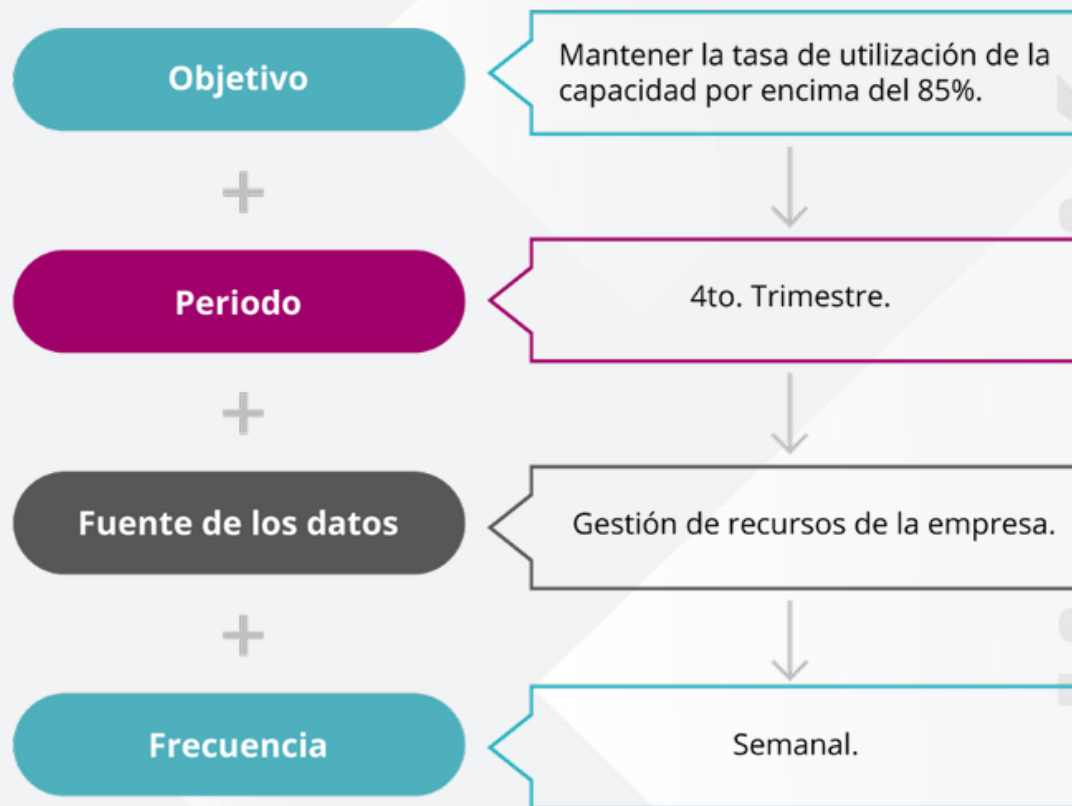 Objetivo
Mantener la tasa de utilización de la
capacidad por encima del 85%.
+
Periodo
4to. Trimestre.
+
Fuente de los datos
Gestión de recursos de la empresa.
+
Frecuencia
Semanal.